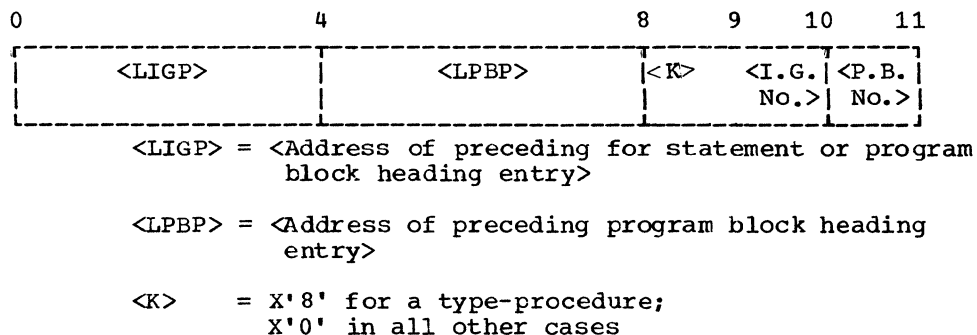 0 4 8 9 10 11
<LIGP> <LPBP> <K> <I.G. <P.B.
No.> No.>
<LIGP> = <Address of preceding for statement or program
block heading entry>
<LPBP> = <Address of preceding program block heading
entry>
<K> = X'8' for a type-procedure;
X'0' in all other cases